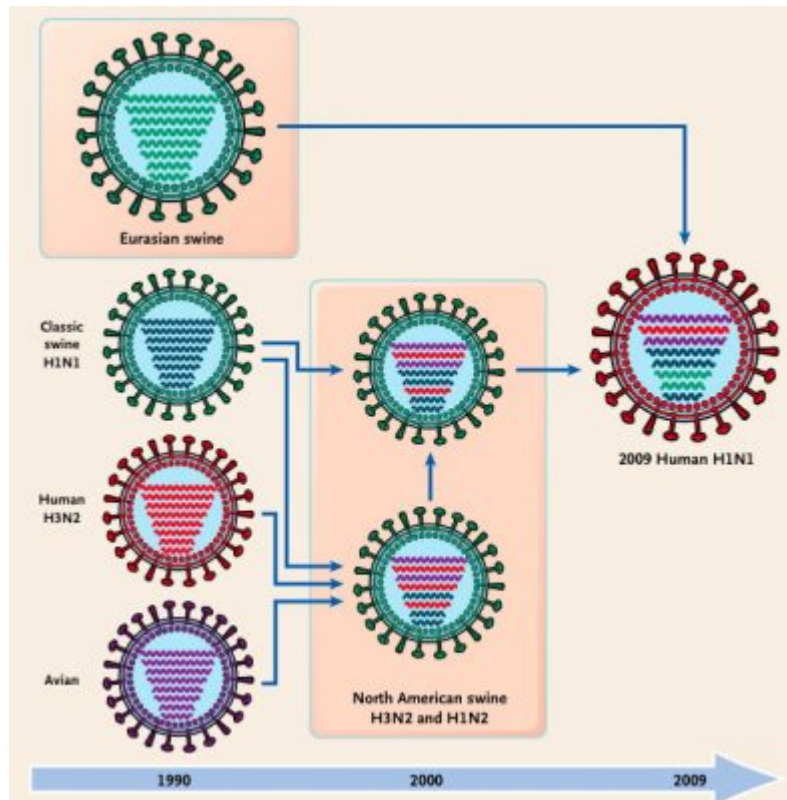 Eurasian swine
Classic
swine
H1N1
2009 Human H1N1
Human
H3N2
Avian
North American swine
H3N2 and H1N2
1990
2000
2009